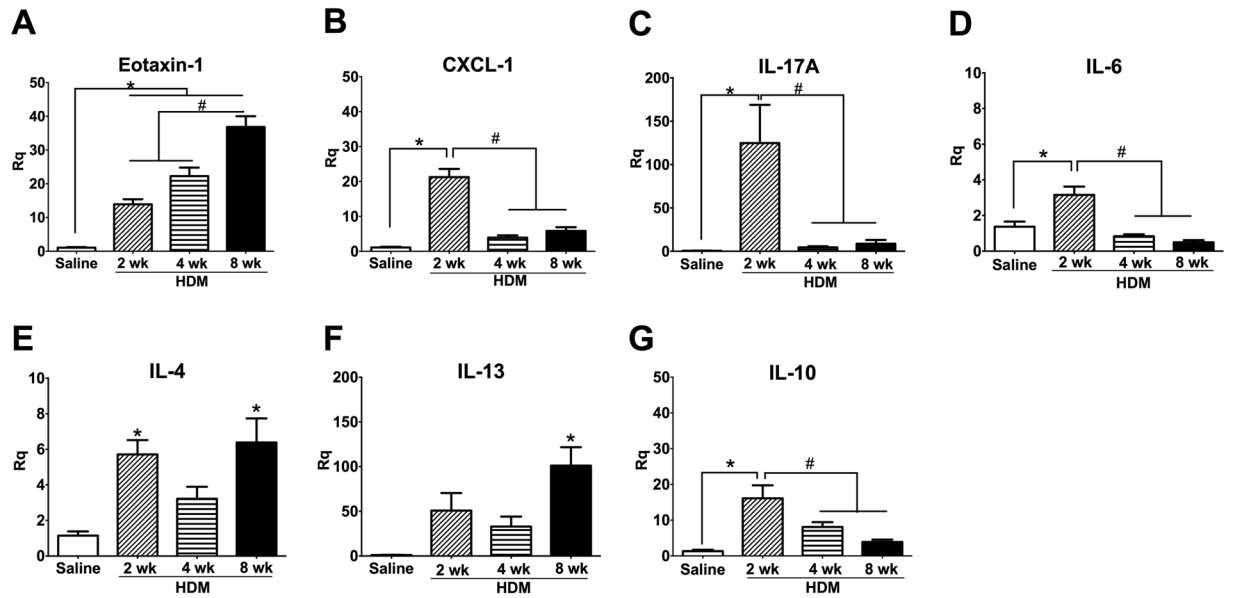 A
Eotaxin-1
Rq
50
40
30
20
10
0
*
#
Saline
2 wk
4 wk
8 wk
HDM
B
CXCL-1
Rq
50
40
30
20
10
0
*
#
Saline
2 wk
4 wk
8 wk
HDM
C
IL-17A
Rq
200
150
100
50
0
*
#
Saline
2 wk
4 wk
8 wk
HDM
D
IL-6
Rq
10
8
6
4
2
0
*
#
Saline
2 wk
4 wk
8 wk
HDM
E
IL-4
Rq
10
8
6
4
2
0
*
*
Saline
2 wk
4 wk
8 wk
HDM
F
IL-13
Rq
200
150
100
50
0
*
Saline
2 wk
4 wk
8 wk
HDM
G
IL-10
Rq
50
40
30
20
10
0
*
#
Saline
2 wk
4 wk
8 wk
HDM